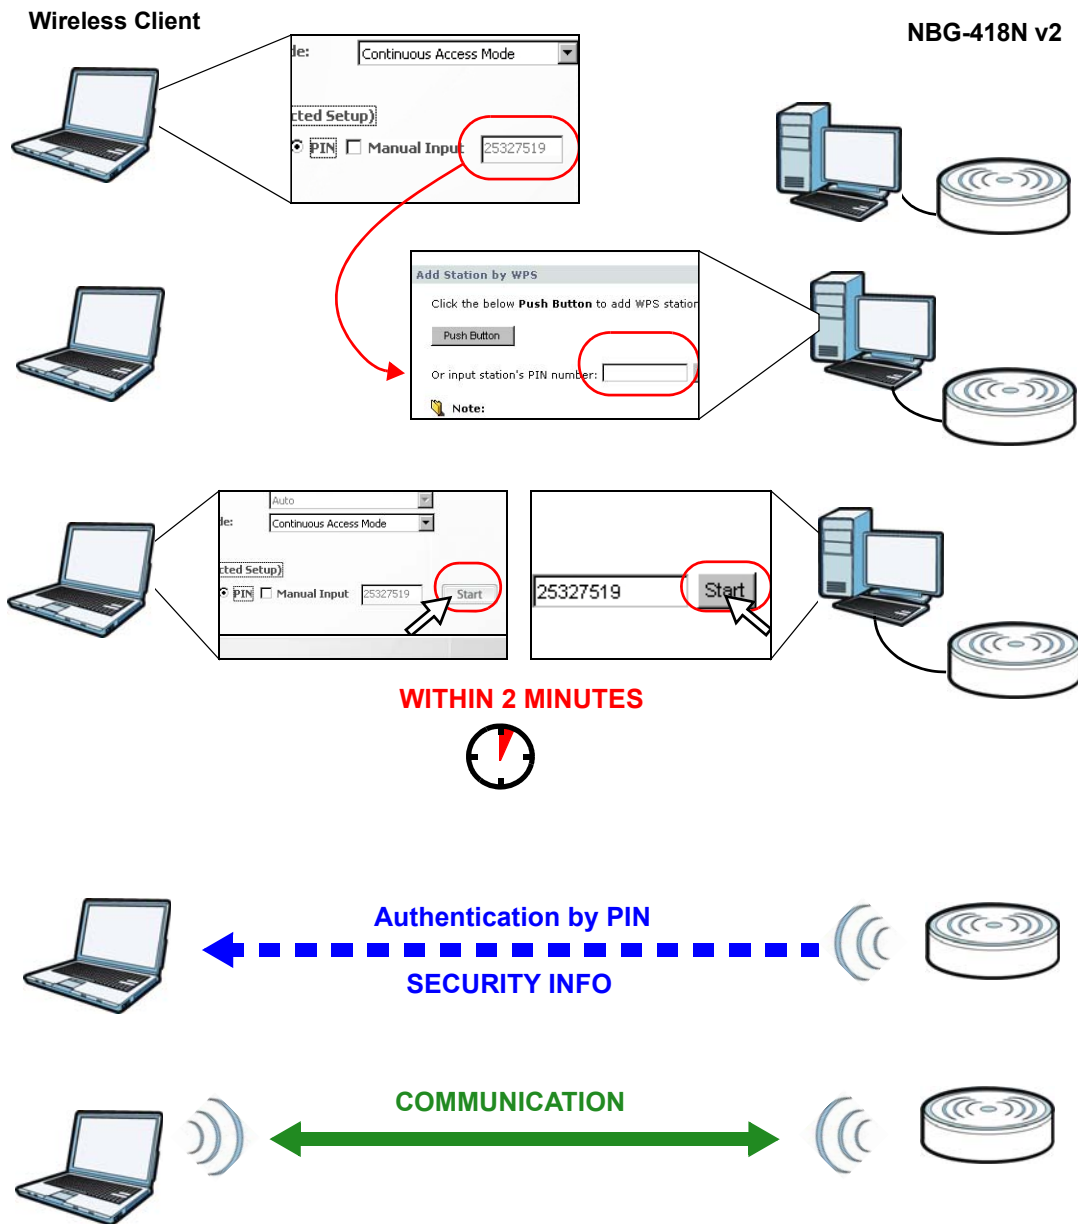 Wireless Client
NBG-418N v2
de:
Continuous Access Mode
cted Setup)
PIN
Manual Input
25327519
Add Station by WPS
Click the below Push Button to add WPS station
Push Button
Or input station's PIN number:
Note:
Auto
de:
Continuous Access Mode
cted Setup)
PIN
Manual Input
25327519
Start
25327519
Start
WITHIN 2 MINUTES
Authentication by PIN
SECURITY INFO
COMMUNICATION